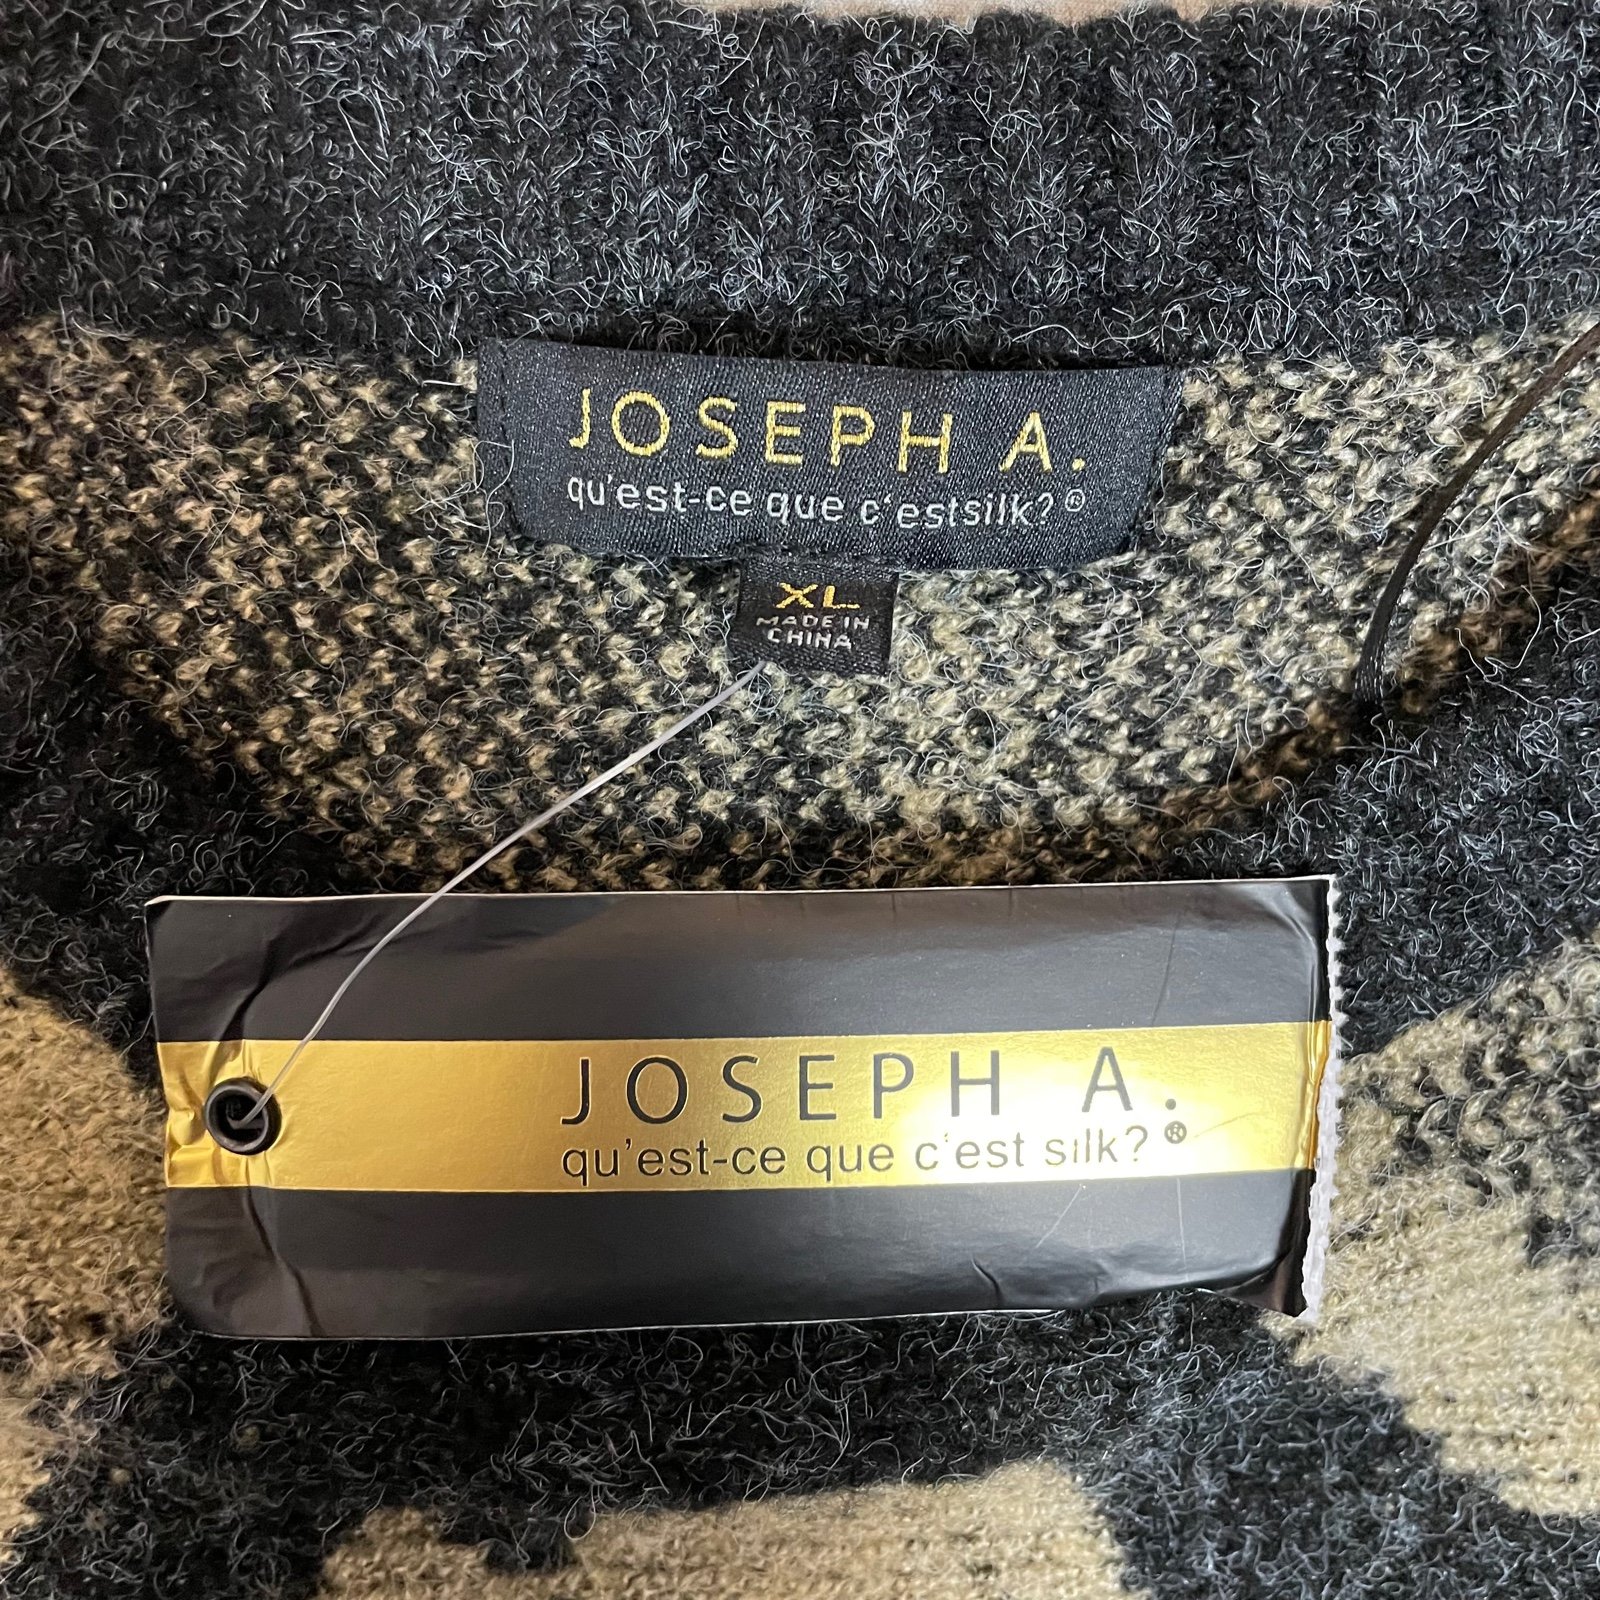 JOSEPH A.
qu'est-ce que c'estsilk?®
XL
MADE IN
CHINA
JOSEPH A.
qu'est-ce que c'est silk?®